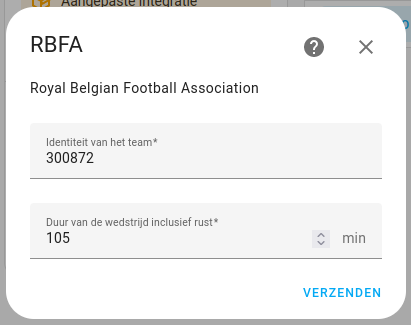 Aangepaste integratie
RBFA
Royal Belgian Football Association
Identiteit van het team*
300872
Duur van de wedstrijd inclusief rust*
105
min
VERZENDEN